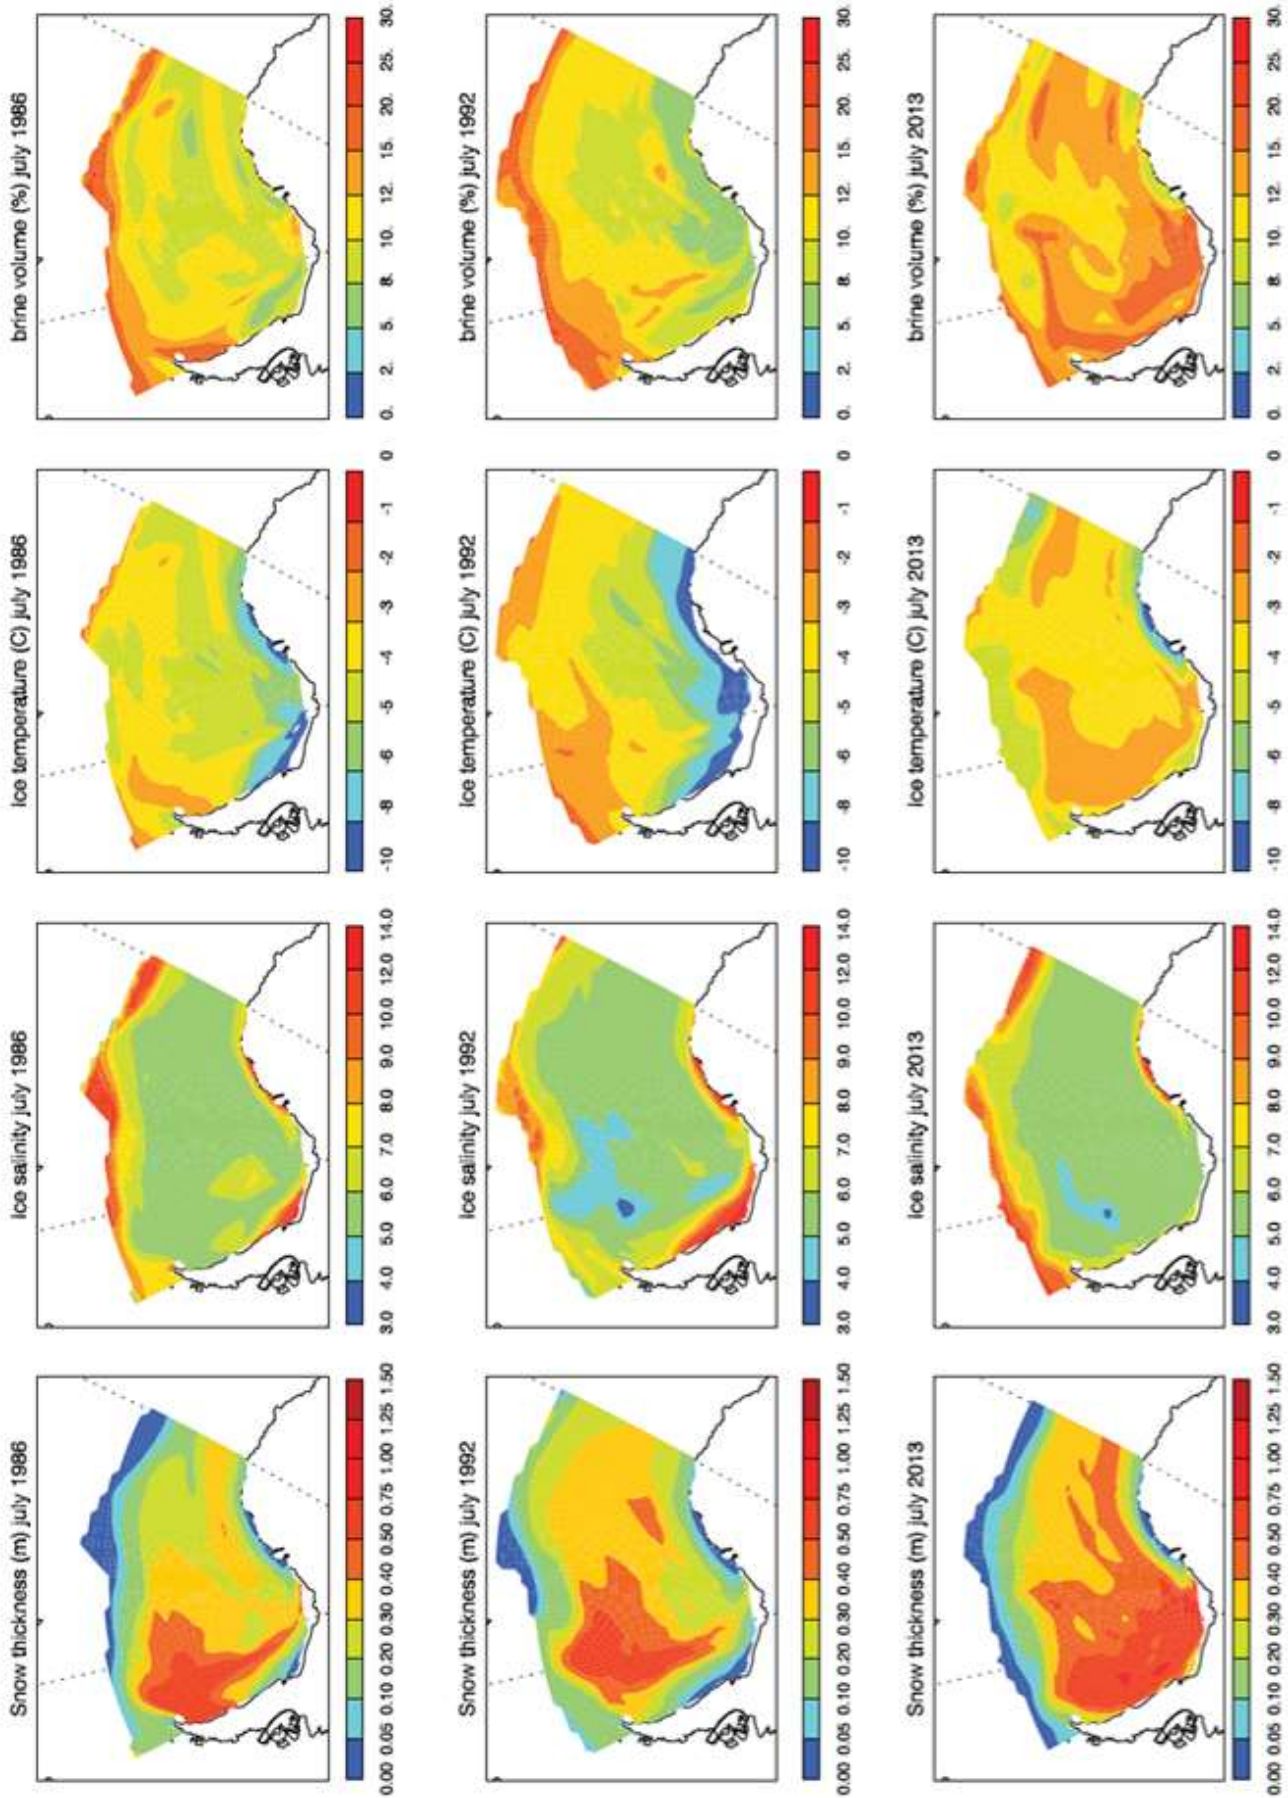 Snow thickness (m) july 1986
0.00 0.05 0.10 0.20 0.30 0.40 0.50 0.75 1.00 1.25 1.50
Ice salinity july 1986
3.0 4.0 5.0 6.0 7.0 8.0 9.0 10.0 12.0 14.0
Ice temperature (C) july 1986
-10 -8 -6 -5 -4 -3 -2 -1 0
brine volume (%) july 1986
0. 2. 5. 8. 10. 12. 15. 20. 25. 30.
Snow thickness (m) july 1992
0.00 0.05 0.10 0.20 0.30 0.40 0.50 0.75 1.00 1.25 1.50
Ice salinity july 1992
3.0 4.0 5.0 6.0 7.0 8.0 9.0 10.0 12.0 14.0
Ice temperature (C) july 1992
-10 -8 -6 -5 -4 -3 -2 -1 0
brine volume (%) july 1992
0. 2. 5. 8. 10. 12. 15. 20. 25. 30.
Snow thickness (m) july 2013
0.00 0.05 0.10 0.20 0.30 0.40 0.50 0.75 1.00 1.25 1.50
Ice salinity july 2013
3.0 4.0 5.0 6.0 7.0 8.0 9.0 10.0 12.0 14.0
Ice temperature (C) july 2013
-10 -8 -6 -5 -4 -3 -2 -1 0
brine volume (%) july 2013
0. 2. 5. 8. 10. 12. 15. 20. 25. 30.